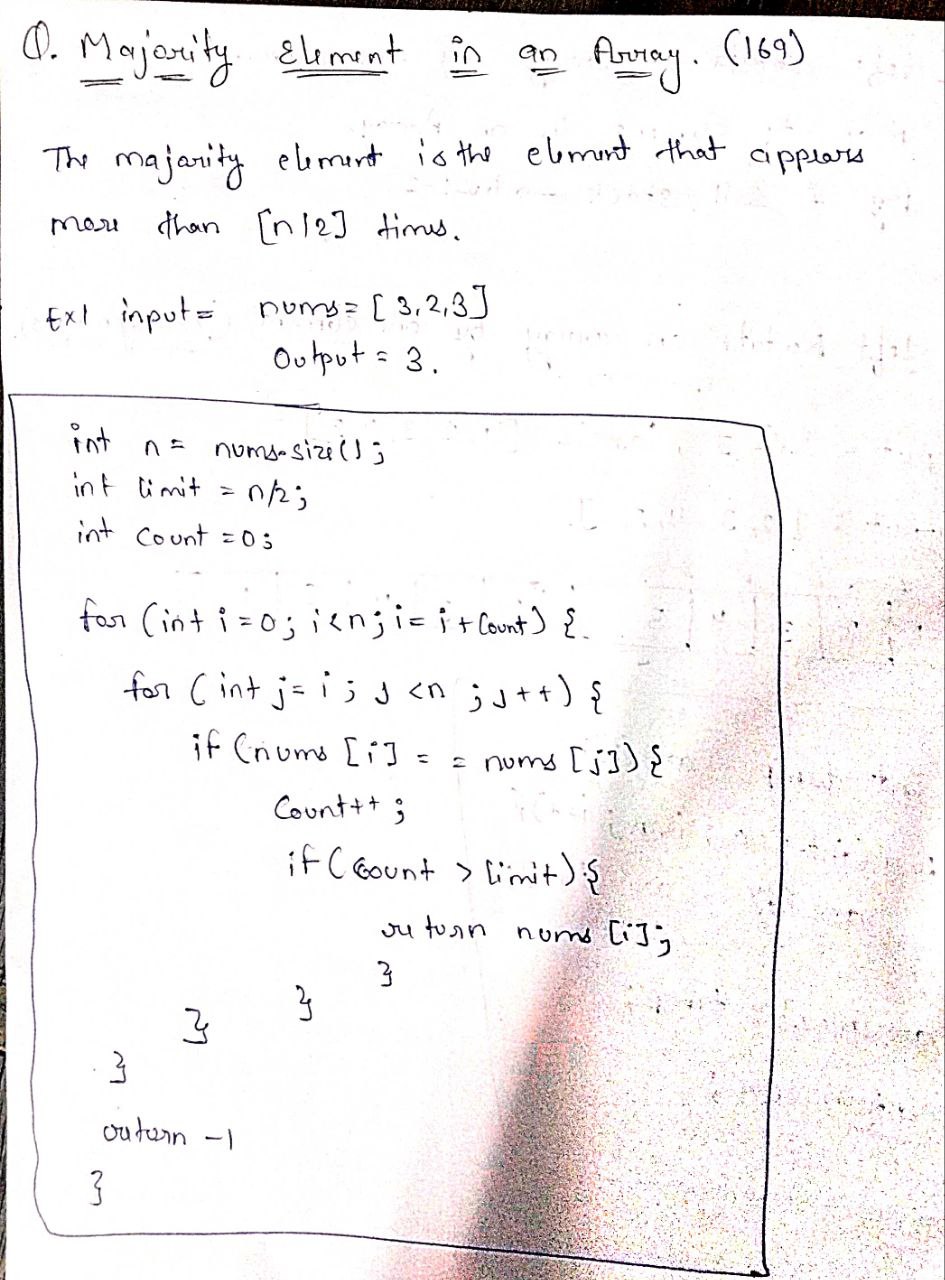 Q. Majority Element in an Array. (169)
The majarity element is the element that appears
more than [n/2] times.
Ex1 input = nums = [3,2,3]
Output = 3.
int n = nums.size();
int limit = n/2;
int count = 0;
for (int i=0; i<n; i= i+Count) {
for (int j=i; j<n; j++) {
if (nums [i] == nums [j]) {
Count++;
if (Count > limit) {
return nums [i];
}
}
}
}
return -1
}